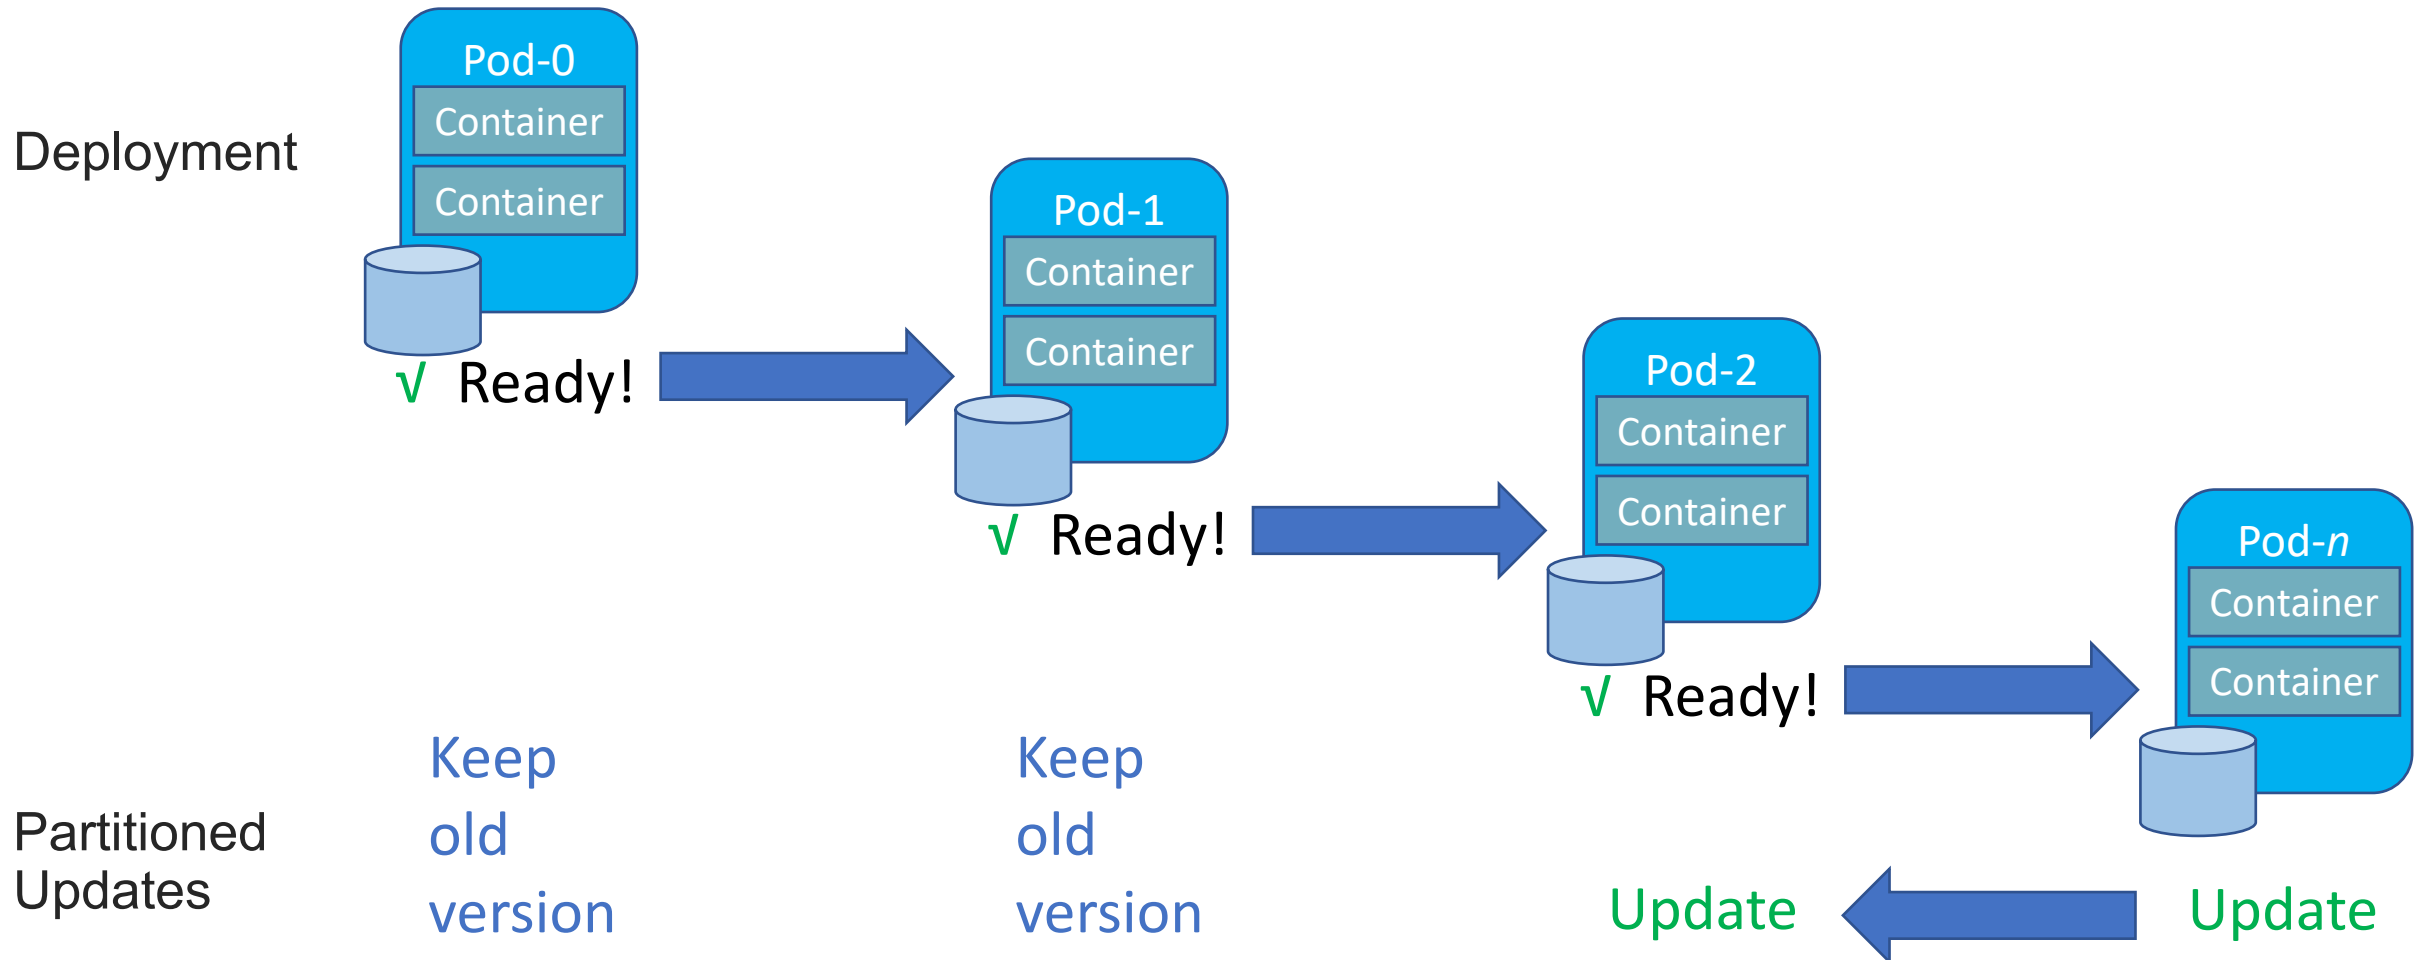 Deployment
Pod-0
Container
Container
√ Ready!
Pod-1
Container
Container
√ Ready!
Pod-2
Container
Container
√ Ready!
Pod-n
Container
Container
Partitioned
Updates
Keep
old
version
Keep
old
version
Update
Update